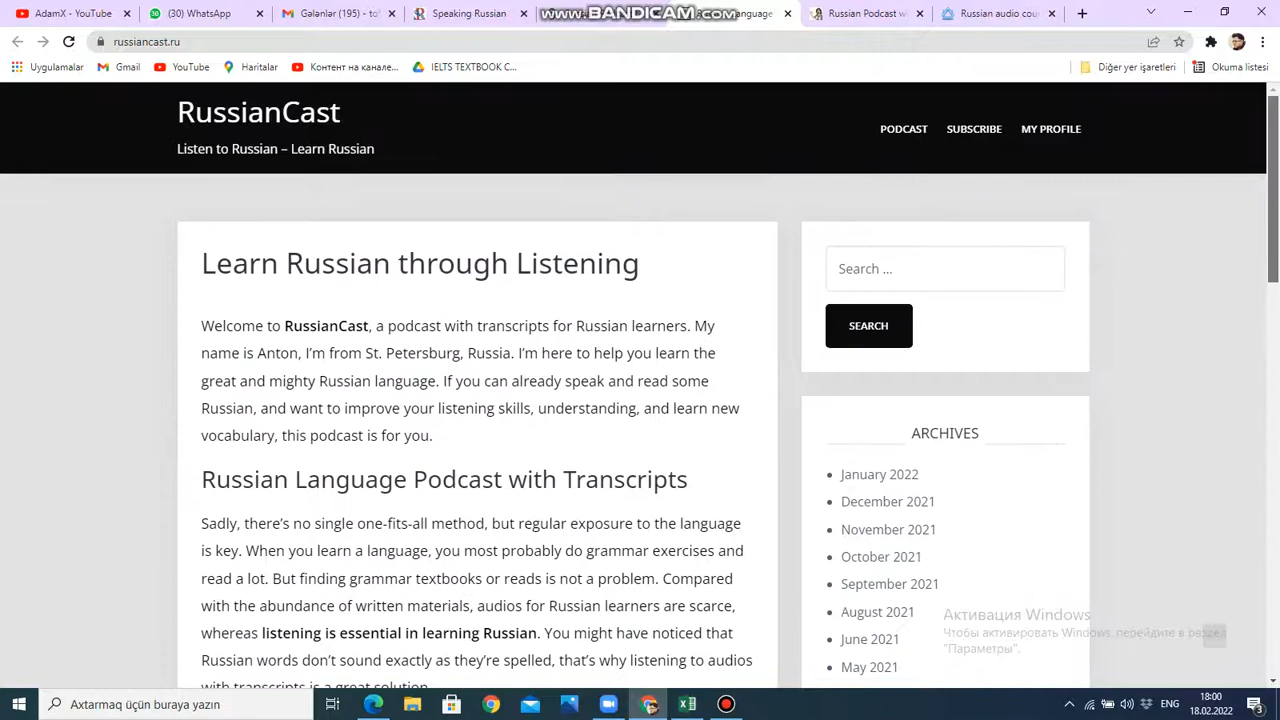 AdamX - YouTube
(30) WhatsApp
Gələnlər (195) - to
Speaking Russian
www.BANDICAM.com
language
Russian Podcast w
Russian audio cou
russiancast.ru
Uygulamalar
Gmail
YouTube
Haritalar
Контент на канале...
IELTS TEXTBOOK C...
Diğer yer işaretleri
Okuma listesi
RussianCast
Listen to Russian – Learn Russian
PODCAST
SUBSCRIBE
MY PROFILE
Learn Russian through Listening
Welcome to RussianCast, a podcast with transcripts for Russian learners. My
name is Anton, I’m from St. Petersburg, Russia. I’m here to help you learn the
great and mighty Russian language. If you can already speak and read some
Russian, and want to improve your listening skills, understanding, and learn new
vocabulary, this podcast is for you.
Russian Language Podcast with Transcripts
Sadly, there’s no single one-fits-all method, but regular exposure to the language
is key. When you learn a language, you most probably do grammar exercises and
read a lot. But finding grammar textbooks or reads is not a problem. Compared
with the abundance of written materials, audios for Russian learners are scarce,
whereas listening is essential in learning Russian. You might have noticed that
Russian words don’t sound exactly as they’re spelled, that’s why listening to audios
with transcripts is a great solution.
Search ...
SEARCH
ARCHIVES
January 2022
December 2021
November 2021
October 2021
September 2021
August 2021
June 2021
May 2021
Активация Windows
Чтобы активировать Windows, перейдите в раздел
"Параметры".
Axtarmaq üçün buraya yazın
18:00
18.02.2022
3